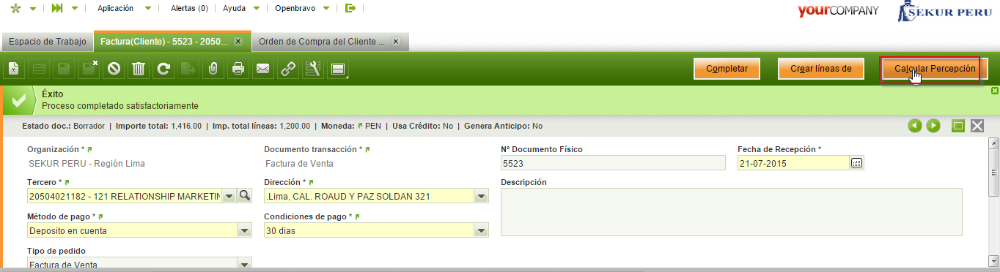 Aplicación | Alertas (0) | Ayuda | Openbravo
yourCOMPANY
SEKUR PERU
Espacio de Trabajo
Factura(Cliente) - 5523 - 2050...
Orden de Compra del Cliente ...
Completar
Crear líneas de
Calcular Percepción
Éxito
Proceso completado satisfactoriamente
Estado doc.: Borrador | Importe total: 1,416.00 | Imp. total líneas: 1,200.00 | Moneda: PEN | Usa Crédito: No | Genera Anticipo: No
Organización *
SEKUR PERU - Región Lima
Documento transacción *
Factura de Venta
Nº Documento Físico
5523
Fecha de Recepción *
21-07-2015
Tercero *
20504021182 - 121 RELATIONSHIP MARKETIN
Dirección *
.Lima, CAL. ROAUD Y PAZ SOLDAN 321
Descripción
Método de pago *
Deposito en cuenta
Condiciones de pago *
30 dias
Tipo de pedido
Factura de Venta